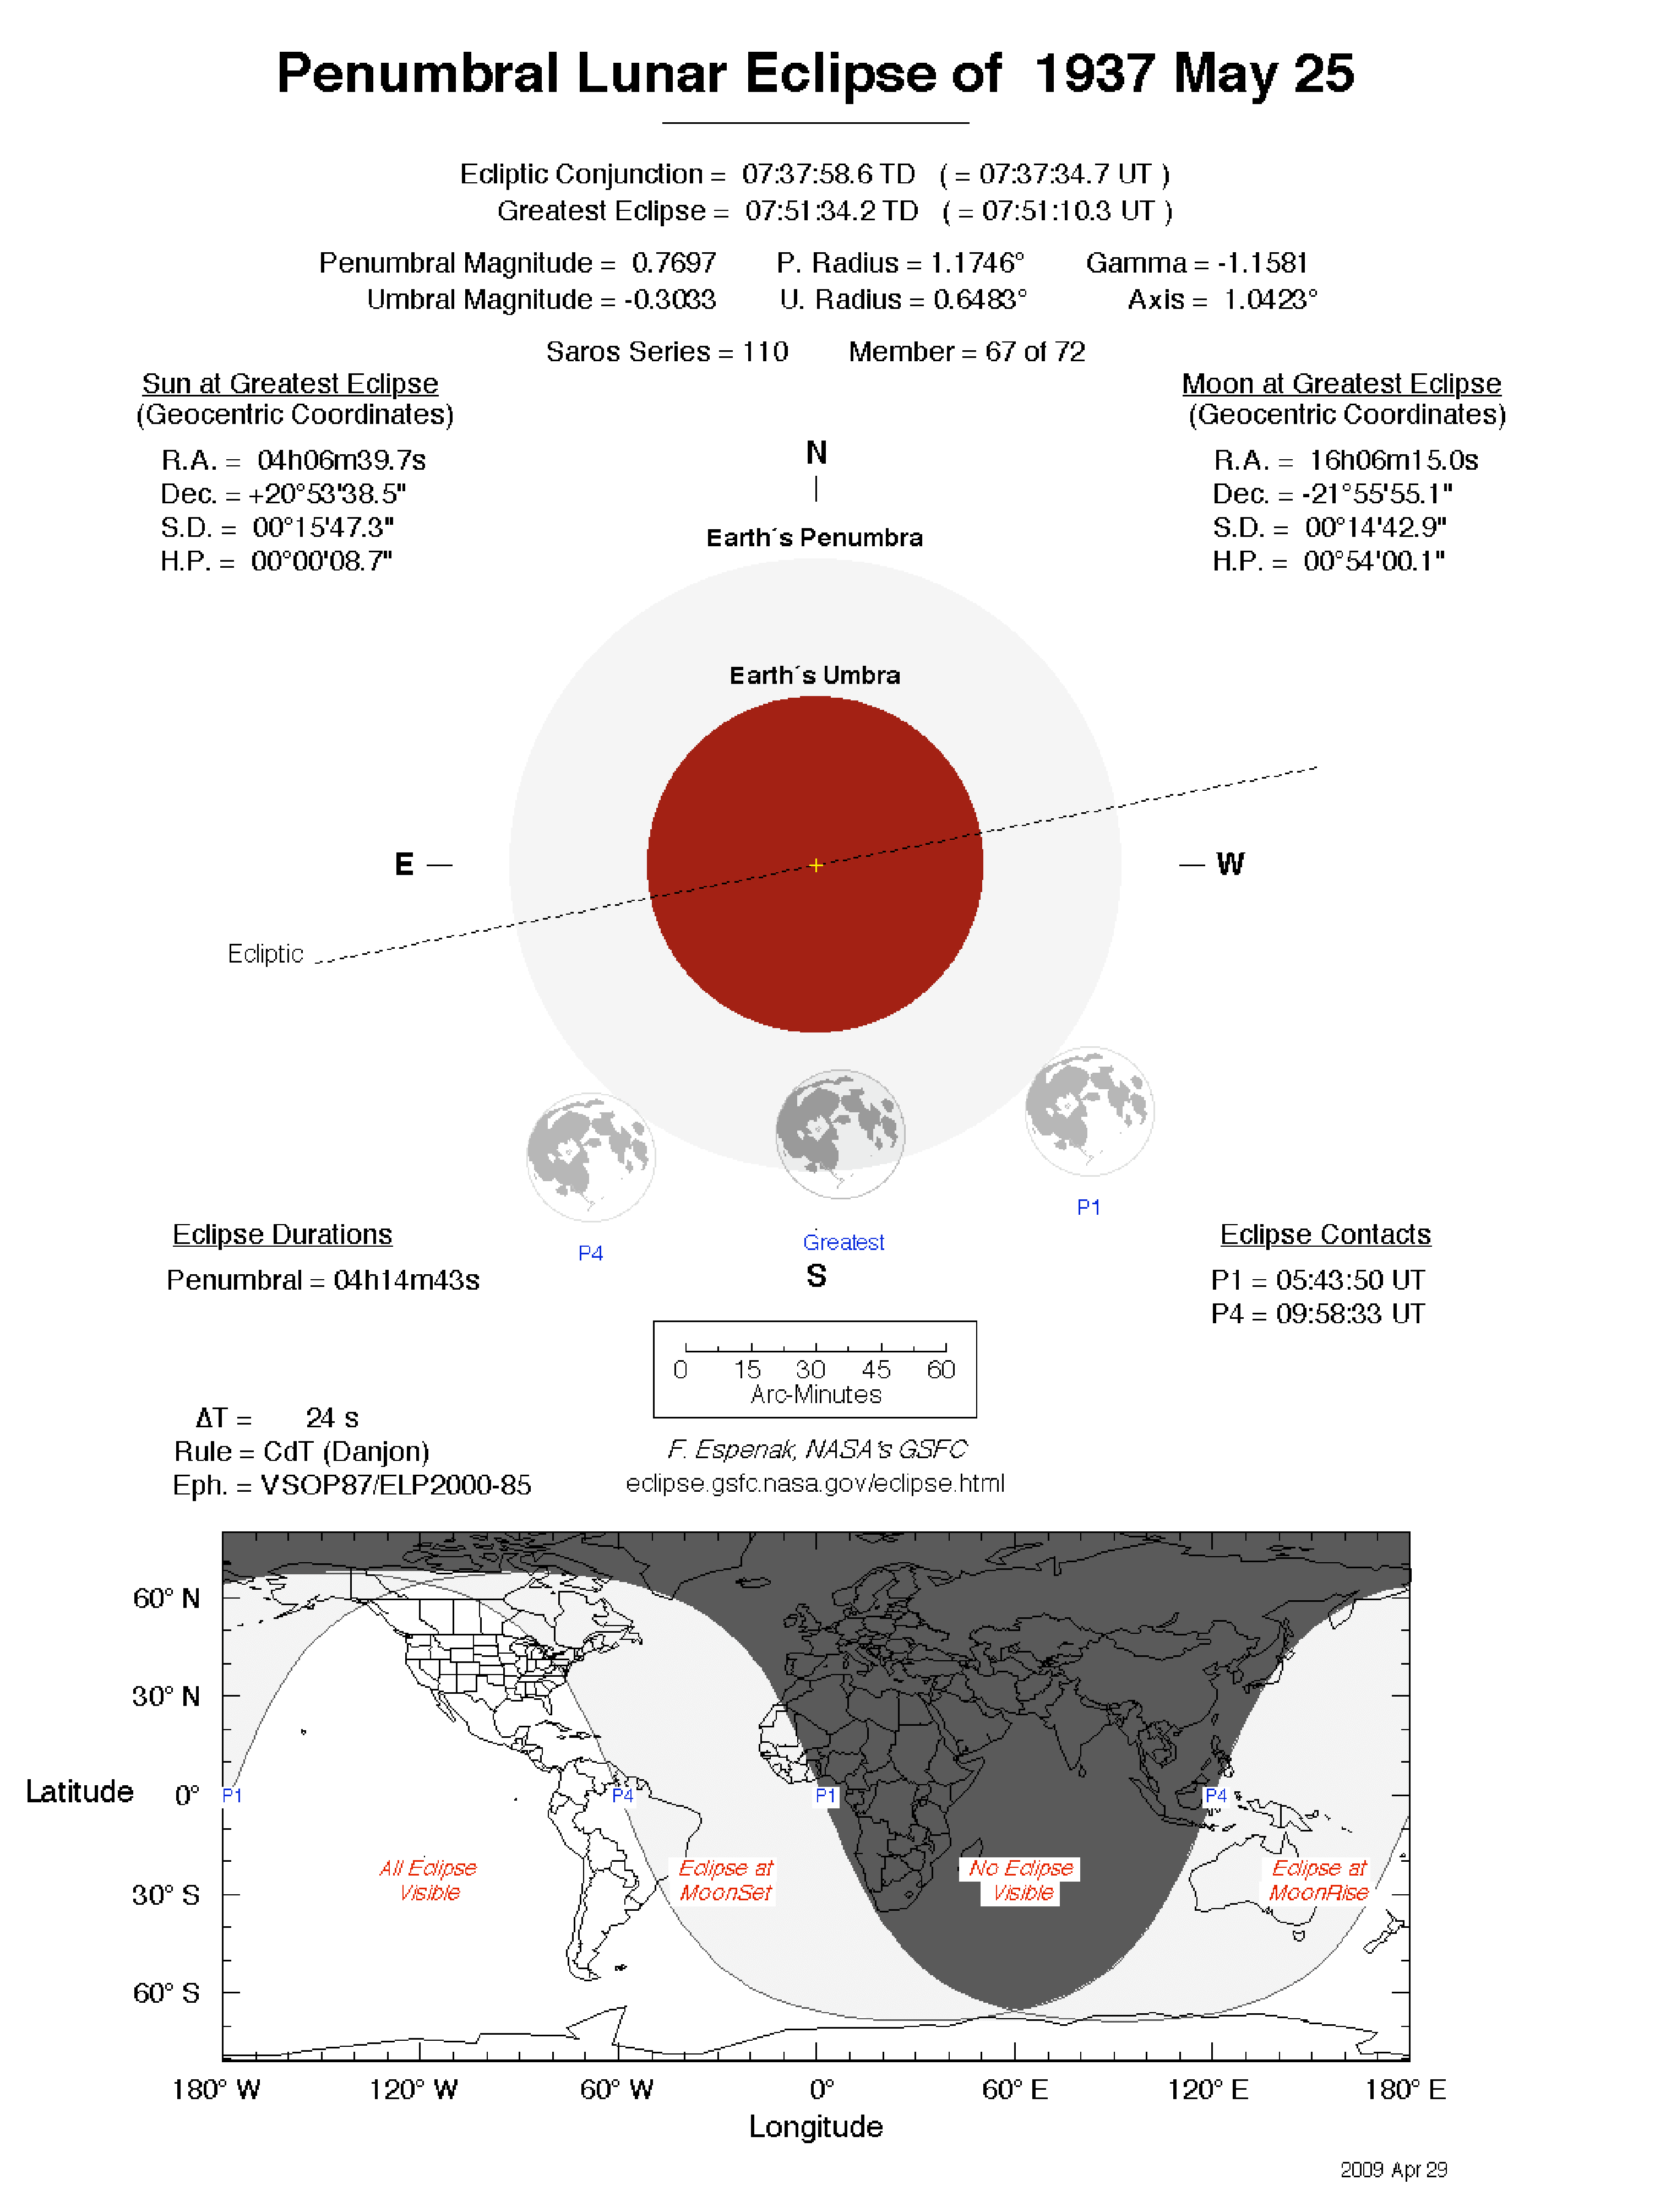 Penumbral Lunar Eclipse of 1937 May 25
Ecliptic Conjunction = 07:37:58.6 TD ( = 07:37:34.7 UT )
Greatest Eclipse = 07:51:34.2 TD ( = 07:51:10.3 UT )
Penumbral Magnitude = 0.7697 P. Radius = 1.1746° Gamma = -1.1581
Umbral Magnitude = -0.3033 U. Radius = 0.6483° Axis = 1.0423°
Saros Series = 110 Member = 67 of 72
Sun at Greatest Eclipse
(Geocentric Coordinates)
R.A. = 04h06m39.7s
Dec. = +20°53'38.5"
S.D. = 00°15'47.3"
H.P. = 00°00'08.7"
Moon at Greatest Eclipse
(Geocentric Coordinates)
R.A. = 16h06m15.0s
Dec. = -21°55'55.1"
S.D. = 00°14'42.9"
H.P. = 00°54'00.1"
N
Earth´s Penumbra
Earth´s Umbra
E
W
Ecliptic
P4
Greatest
P1
S
Eclipse Durations
Penumbral = 04h14m43s
Eclipse Contacts
P1 = 05:43:50 UT
P4 = 09:58:33 UT
0 15 30 45 60
Arc-Minutes
ΔT = 24 s
Rule = CdT (Danjon)
Eph. = VSOP87/ELP2000-85
F. Espenak, NASA's GSFC
eclipse.gsfc.nasa.gov/eclipse.html
60° N
30° N
Latitude 0°
30° S
60° S
P1 P4 P1 P4
All Eclipse
Visible
Eclipse at
MoonSet
No Eclipse
Visible
Eclipse at
MoonRise
180° W 120° W 60° W 0° 60° E 120° E 180° E
Longitude
2009 Apr 29